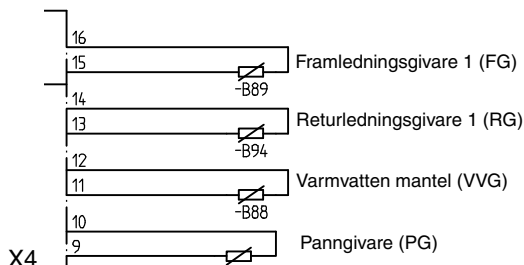 16
15
Framledningsgivare 1 (FG)
-B89
14
13
Returledningsgivare 1 (RG)
-B94
12
11
Varmvatten mantel (VVG)
-B88
10
9
Panngivare (PG)
X4